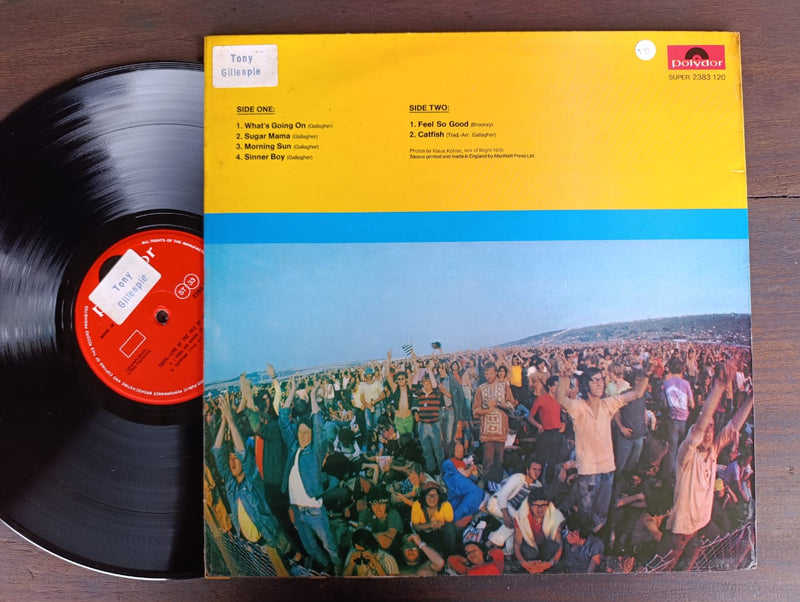 Tony
Gillespie
Polydor
SUPER 2383 120
SIDE ONE:
1. What's Going On (Gallagher)
2. Sugar Mama (Gallagher)
3. Morning Sun (Gallagher)
4. Sinner Boy (Gallagher)
SIDE TWO:
1. Feel So Good (Broonzy)
2. Catfish (Trad.-Arr. Gallagher)
Photos by Klaus Köhler, Isle of Wight 1970
Sleeve printed and made in England by MacNeill Press Ltd.
ALL RIGHTS OF THE
ST 33
Tony
Gillespie